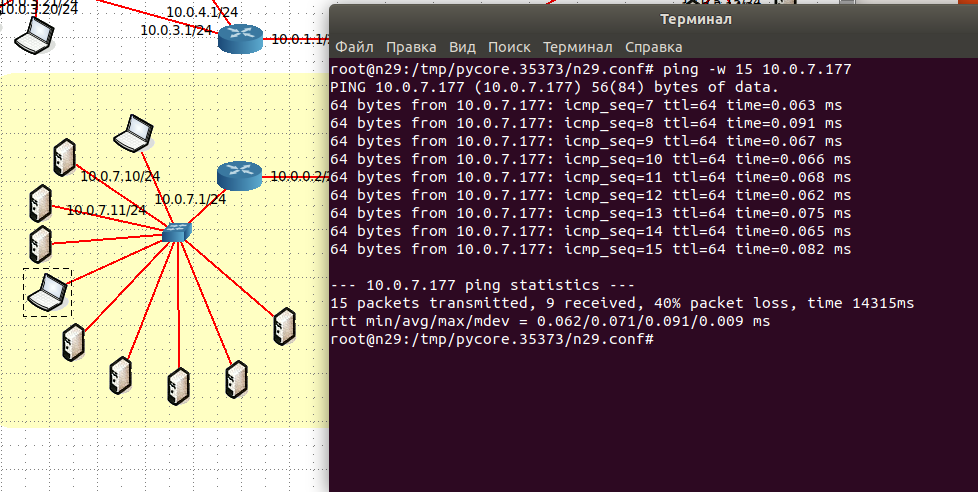 10.0.3.20/24
10.0.4.1/24
10.0.3.1/24
10.0.1.1/
10.0.7.10/24
10.0.7.1/24
10.0.0.2/
10.0.7.11/24
Терминал
Файл Правка Вид Поиск Терминал Справка
root@n29:/tmp/pycore.35373/n29.conf# ping -w 15 10.0.7.177
PING 10.0.7.177 (10.0.7.177) 56(84) bytes of data.
64 bytes from 10.0.7.177: icmp_seq=7 ttl=64 time=0.063 ms
64 bytes from 10.0.7.177: icmp_seq=8 ttl=64 time=0.091 ms
64 bytes from 10.0.7.177: icmp_seq=9 ttl=64 time=0.067 ms
64 bytes from 10.0.7.177: icmp_seq=10 ttl=64 time=0.066 ms
64 bytes from 10.0.7.177: icmp_seq=11 ttl=64 time=0.068 ms
64 bytes from 10.0.7.177: icmp_seq=12 ttl=64 time=0.062 ms
64 bytes from 10.0.7.177: icmp_seq=13 ttl=64 time=0.075 ms
64 bytes from 10.0.7.177: icmp_seq=14 ttl=64 time=0.065 ms
64 bytes from 10.0.7.177: icmp_seq=15 ttl=64 time=0.082 ms
--- 10.0.7.177 ping statistics ---
15 packets transmitted, 9 received, 40% packet loss, time 14315ms
rtt min/avg/max/mdev = 0.062/0.071/0.091/0.009 ms
root@n29:/tmp/pycore.35373/n29.conf#